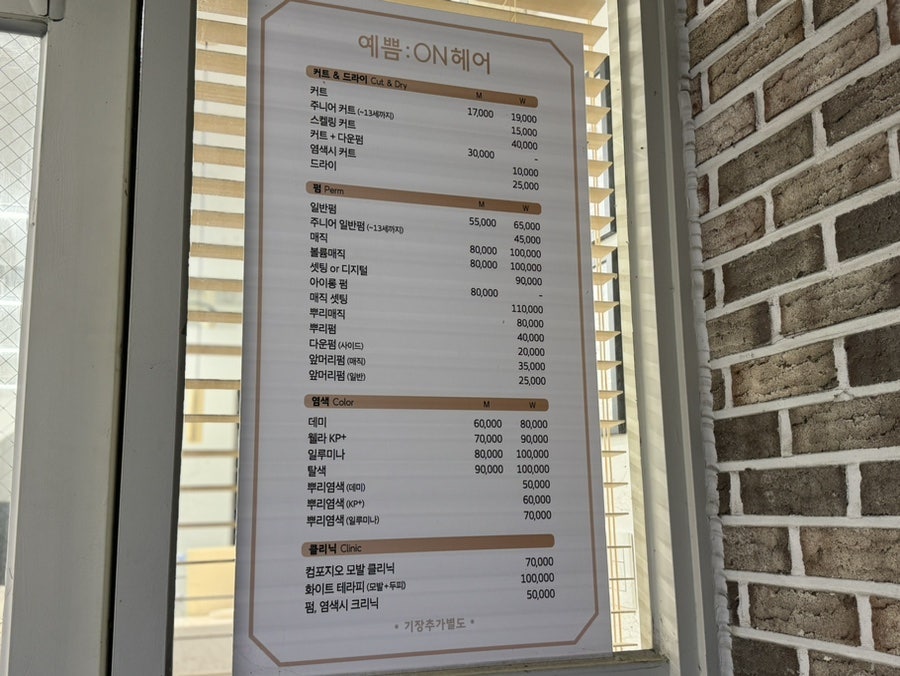 예쁨:ON헤어
커트 & 드라이 Cut & Dry M W
커트 17,000 19,000
주니어 커트 (~13세까지) 15,000
스켈링 커트 40,000
커트 + 다운펌 30,000 -
염색시 커트 10,000
드라이 25,000
펌 Perm M W
일반펌 55,000 65,000
주니어 일반펌 (~13세까지) 45,000
매직 80,000 100,000
볼륨매직 80,000 100,000
셋팅 or 디지털 90,000
아이롱 펌 80,000 -
매직 셋팅 110,000
뿌리매직 80,000
뿌리펌 40,000
다운펌 (사이드) 20,000
앞머리펌 (매직) 35,000
앞머리펌 (일반) 25,000
염색 Color M W
데미 60,000 80,000
웰라 KP+ 70,000 90,000
일루미나 80,000 100,000
탈색 90,000 100,000
뿌리염색 (데미) 50,000
뿌리염색 (KP+) 60,000
뿌리염색 (일루미나) 70,000
클리닉 Clinic
컴포지오 모발 클리닉 70,000
화이트 테라피 (모발+두피) 100,000
펌, 염색시 크리닉 50,000
* 기장추가별도 *